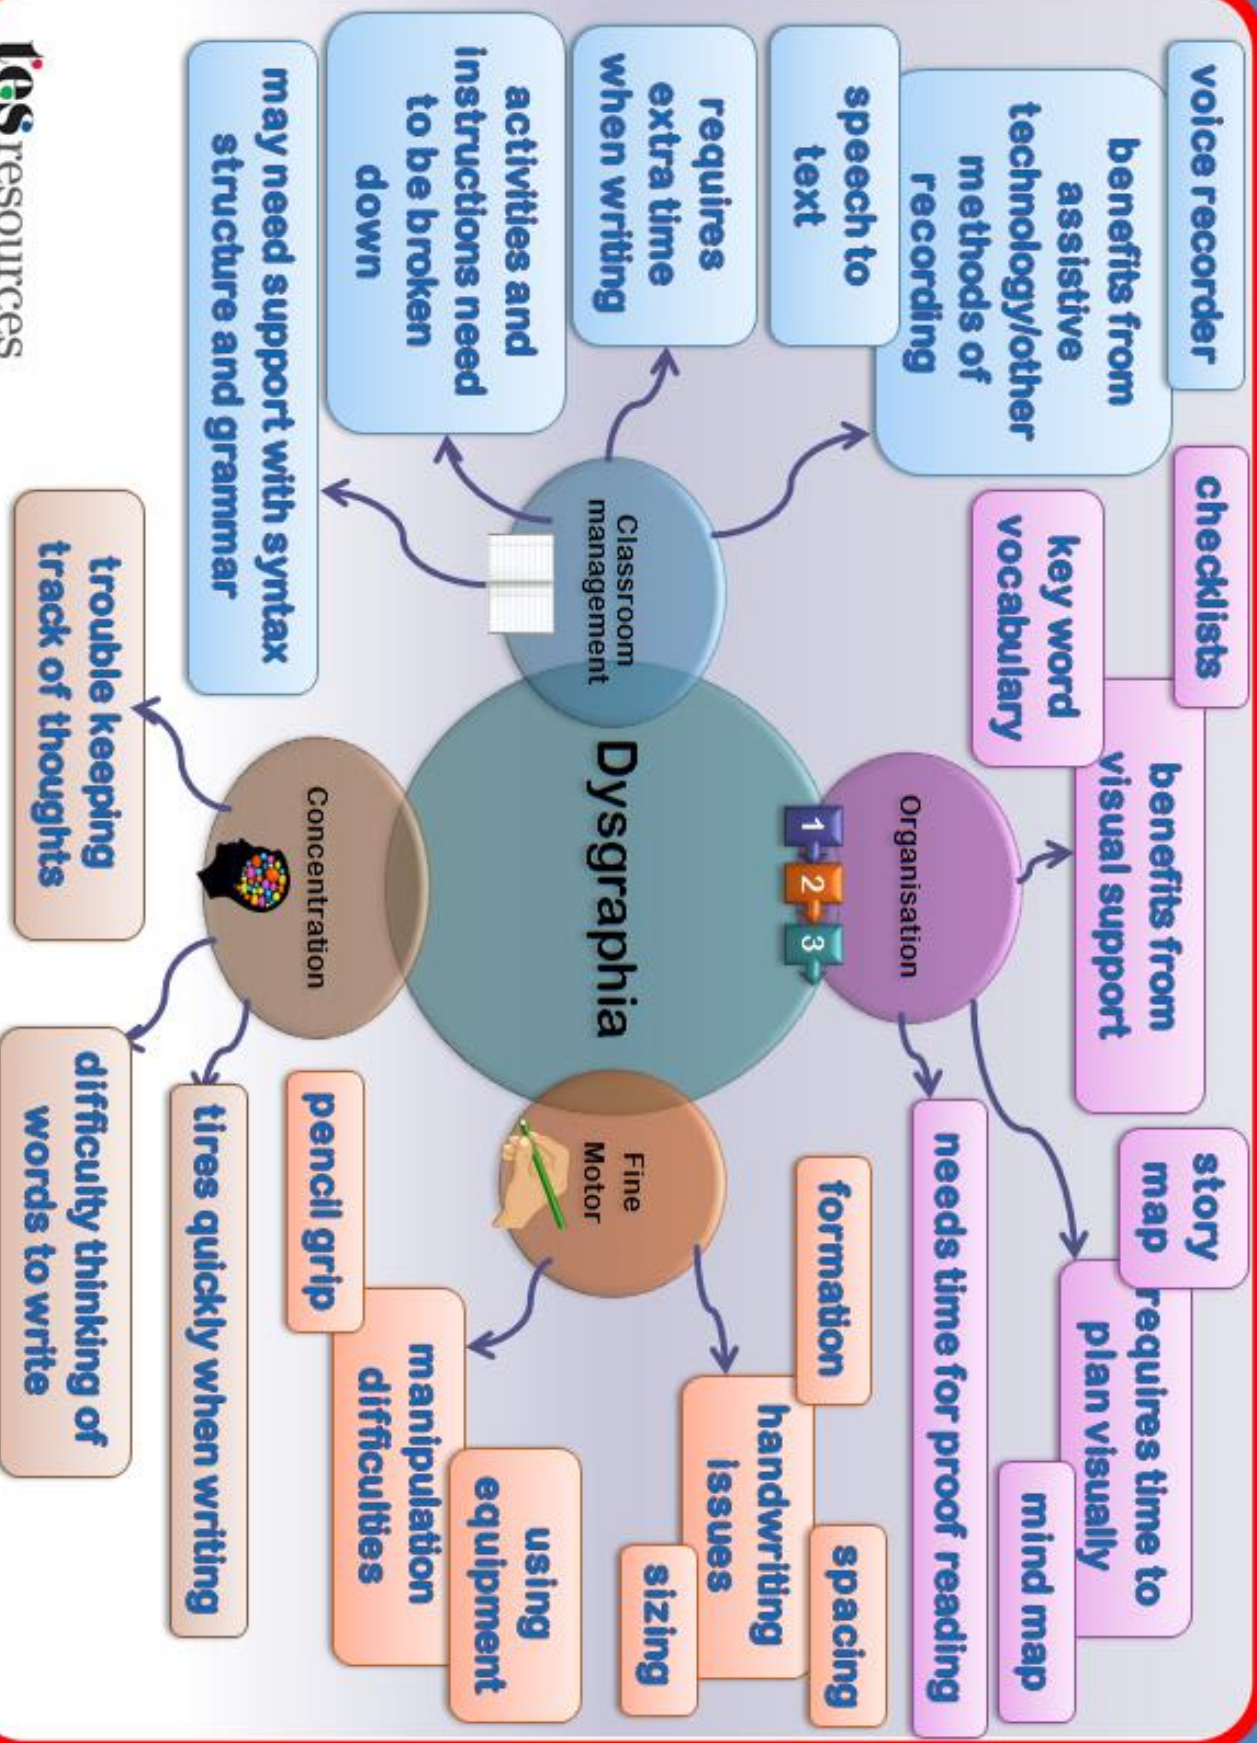 voice recorder
benefits from
assistive
technology/other
methods of
recording
speech to
text
requires
extra time
when writing
activities and
instructions need
to be broken
down
may need support with syntax
structure and grammar
Classroom
management
checklists
key word
vocabulary
benefits from
visual support
Organisation
1
2
3
story
map
requires time to
plan visually
mind map
needs time for proof reading
Dysgraphia
Fine
Motor
formation
handwriting
issues
spacing
sizing
using
equipment
manipulation
difficulties
pencil grip
Concentration
trouble keeping
track of thoughts
tires quickly when writing
difficulty thinking of
words to write
tes resources